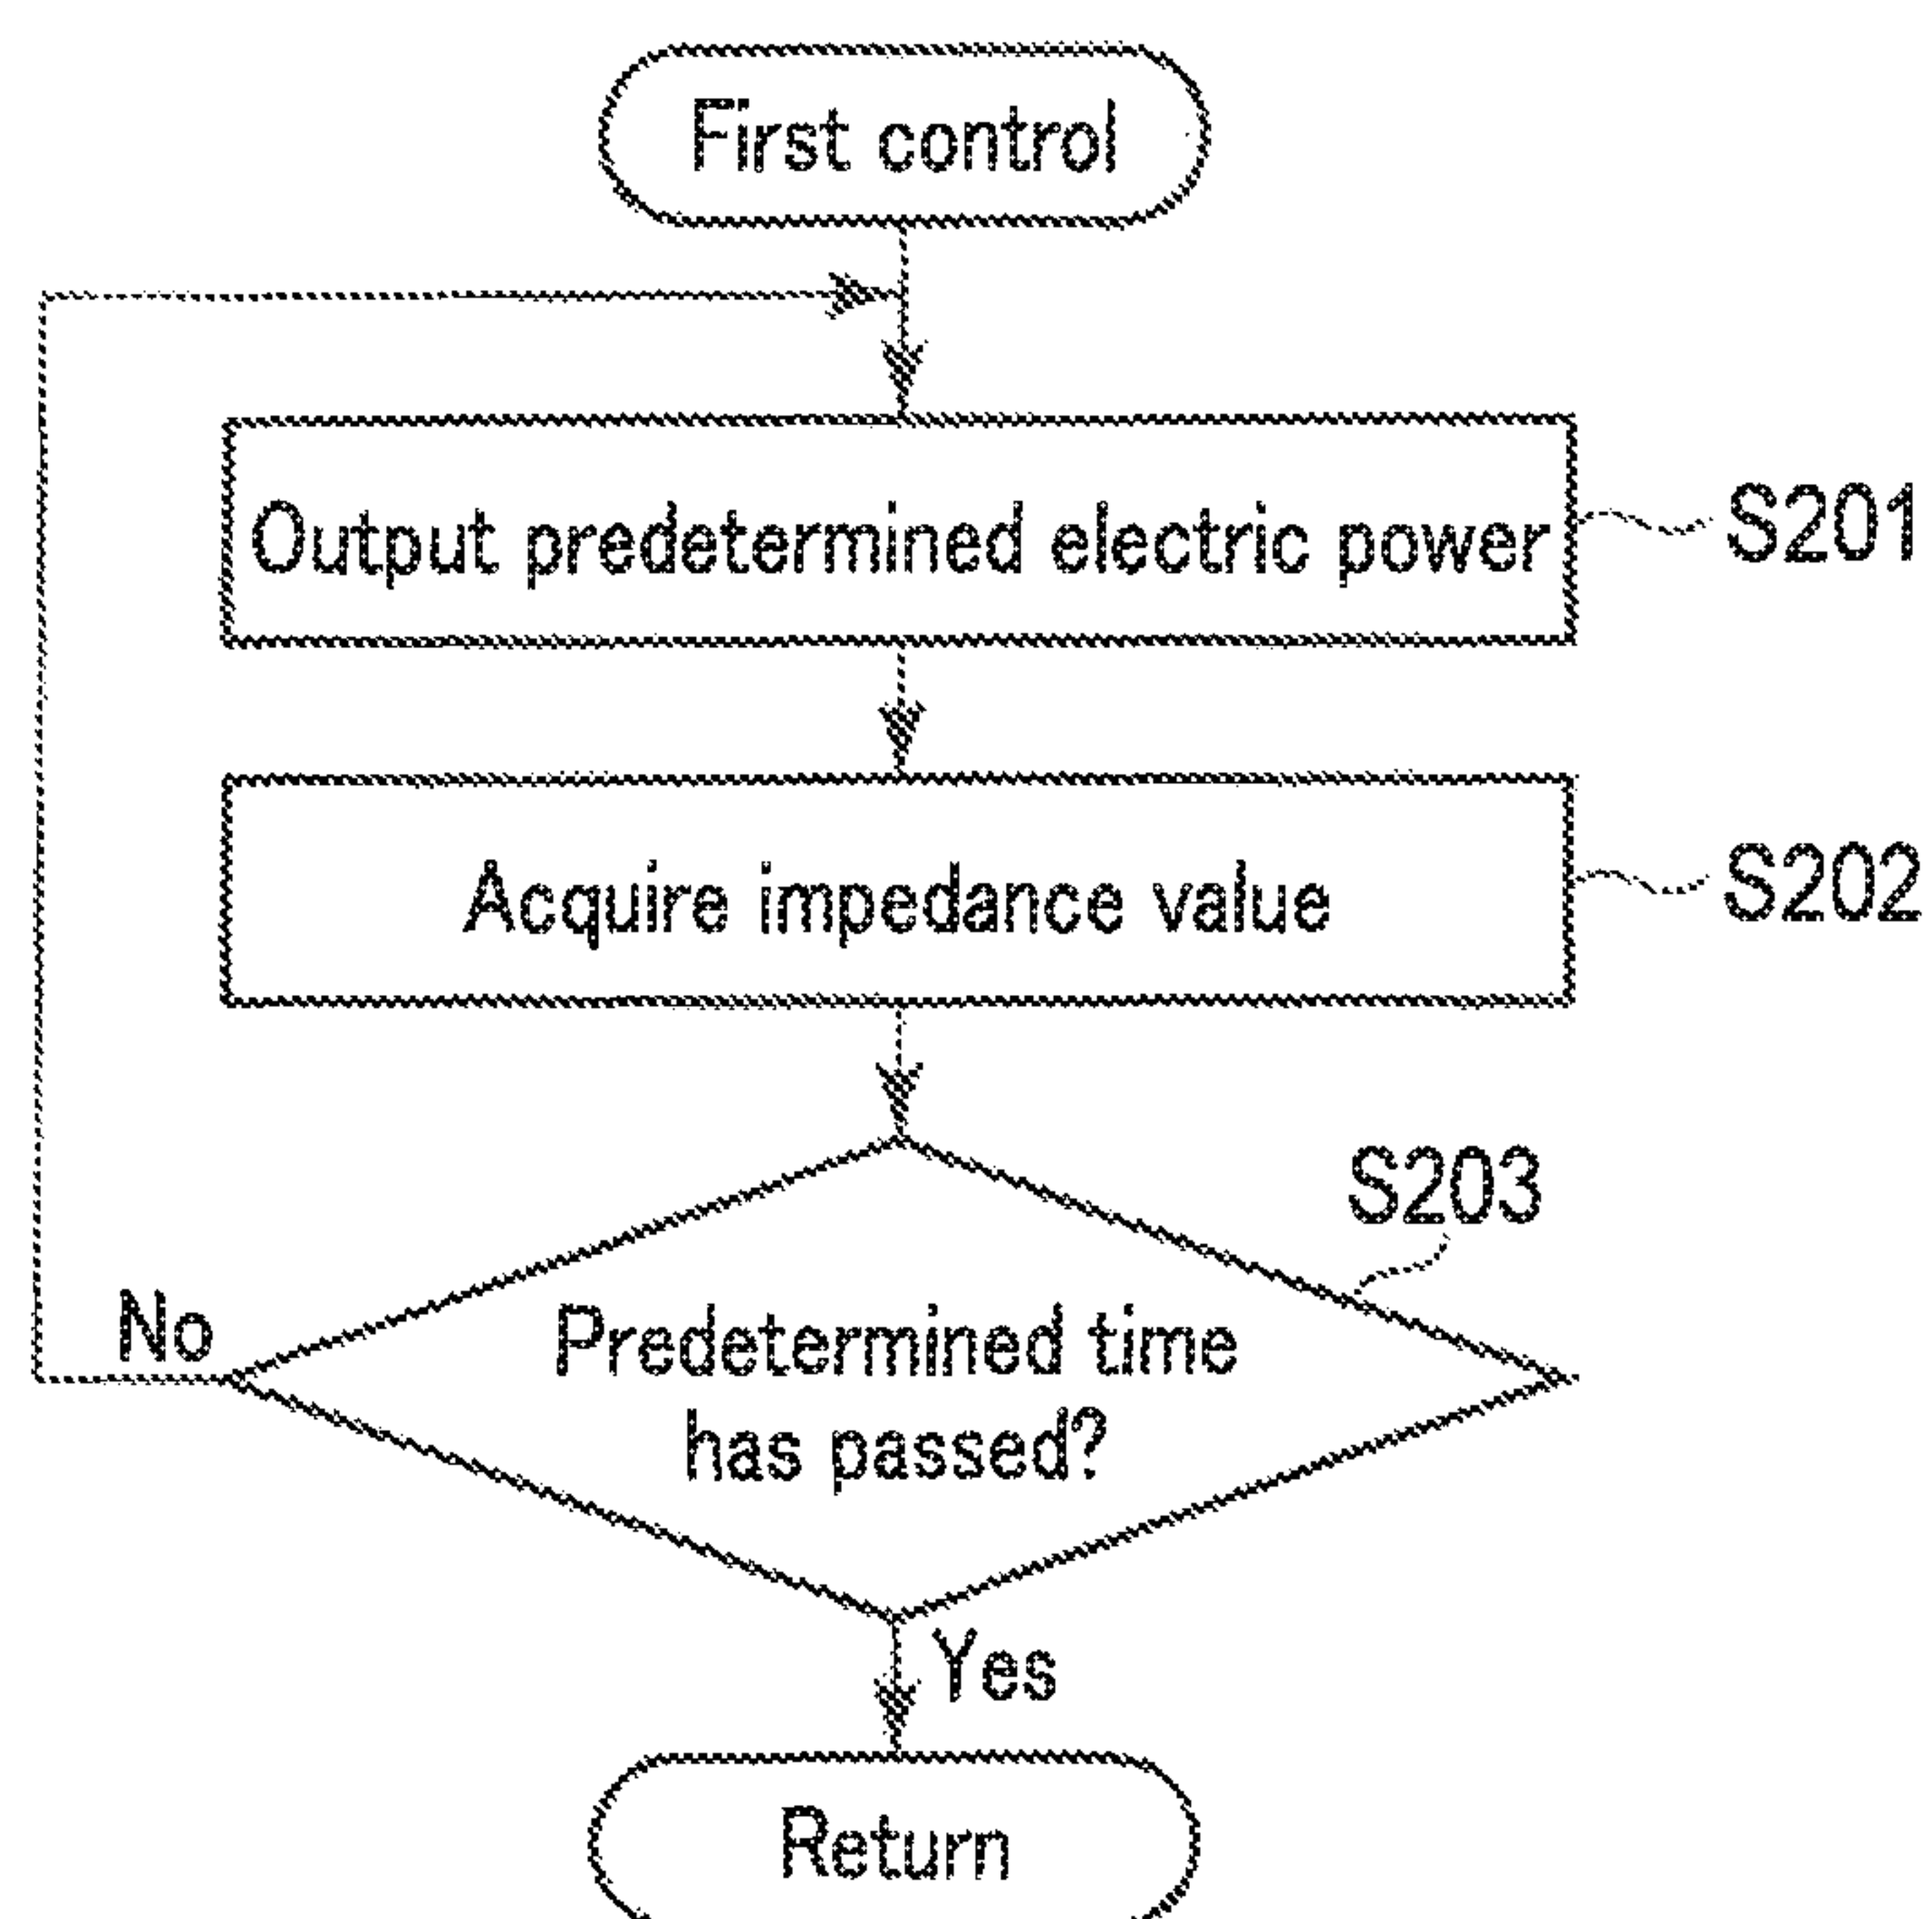 First control
Output predetermined electric power
S201
Acquire impedance value
S202
S203
No
Predetermined time
has passed?
Yes
Return